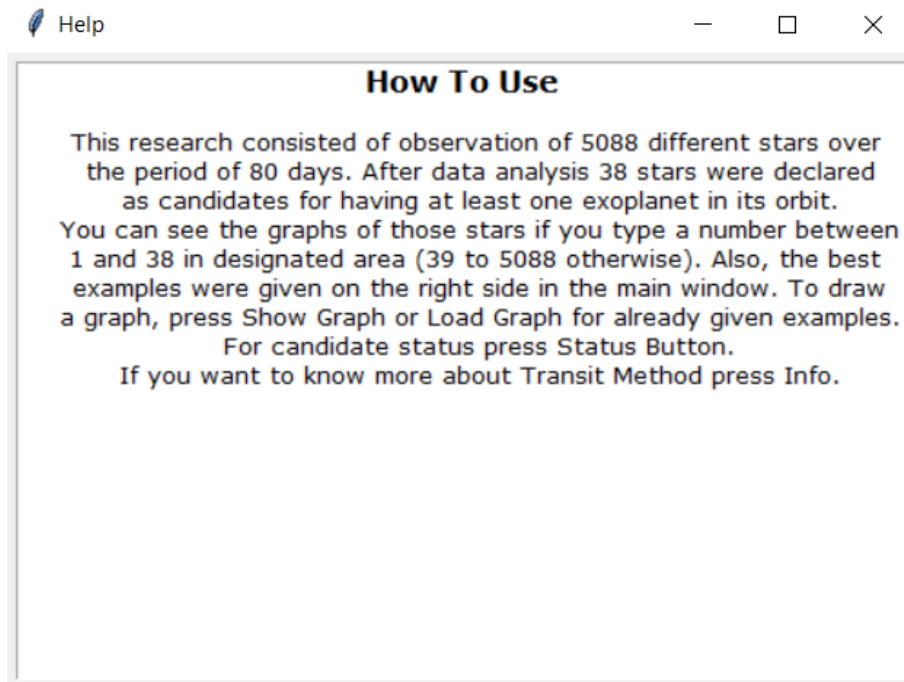 Help
How To Use
This research consisted of observation of 5088 different stars over
the period of 80 days. After data analysis 38 stars were declared
as candidates for having at least one exoplanet in its orbit.
You can see the graphs of those stars if you type a number between
1 and 38 in designated area (39 to 5088 otherwise). Also, the best
examples were given on the right side in the main window. To draw
a graph, press Show Graph or Load Graph for already given examples.
For candidate status press Status Button.
If you want to know more about Transit Method press Info.